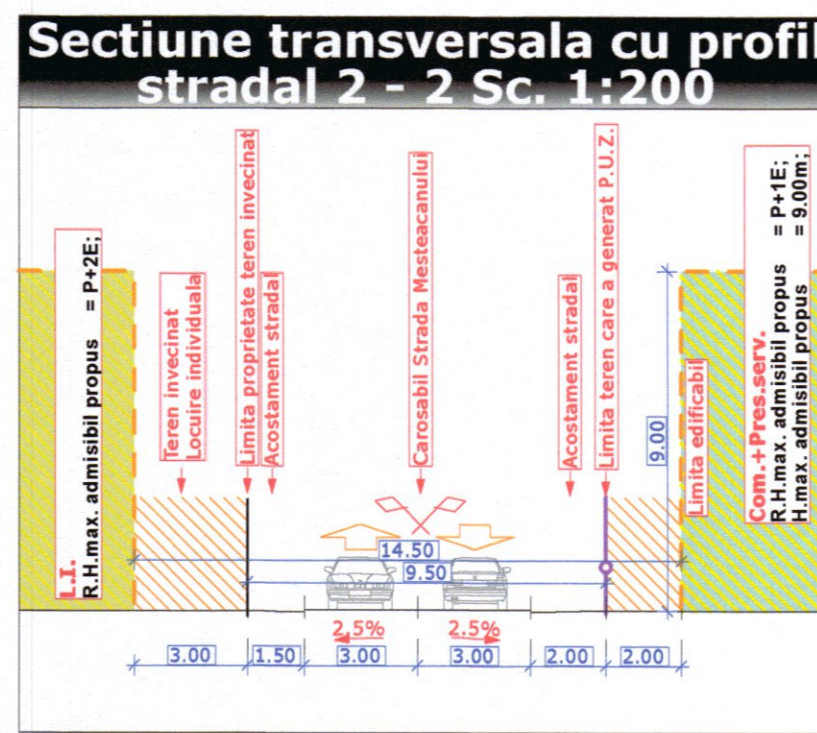 Sectiune transversala cu profil
stradal 2 - 2 Sc. 1:200
L.I.
R.H.max. admisibil propus = P+2E;
Teren invecinat
Locuire individuala
Limita proprietate teren invecinat
Acostament stradal
Carosabil Strada Mesteacanului
Acostament stradal
Limita teren care a generat P.U.Z.
9.00
Limita edificabil
Com.+Pres.serv.
R.H.max. admisibil propus = P+1E;
H.max. admisibil propus = 9.00m;
14.50
9.50
2.5%
2.5%
3.00
1.50
3.00
3.00
2.00
2.00